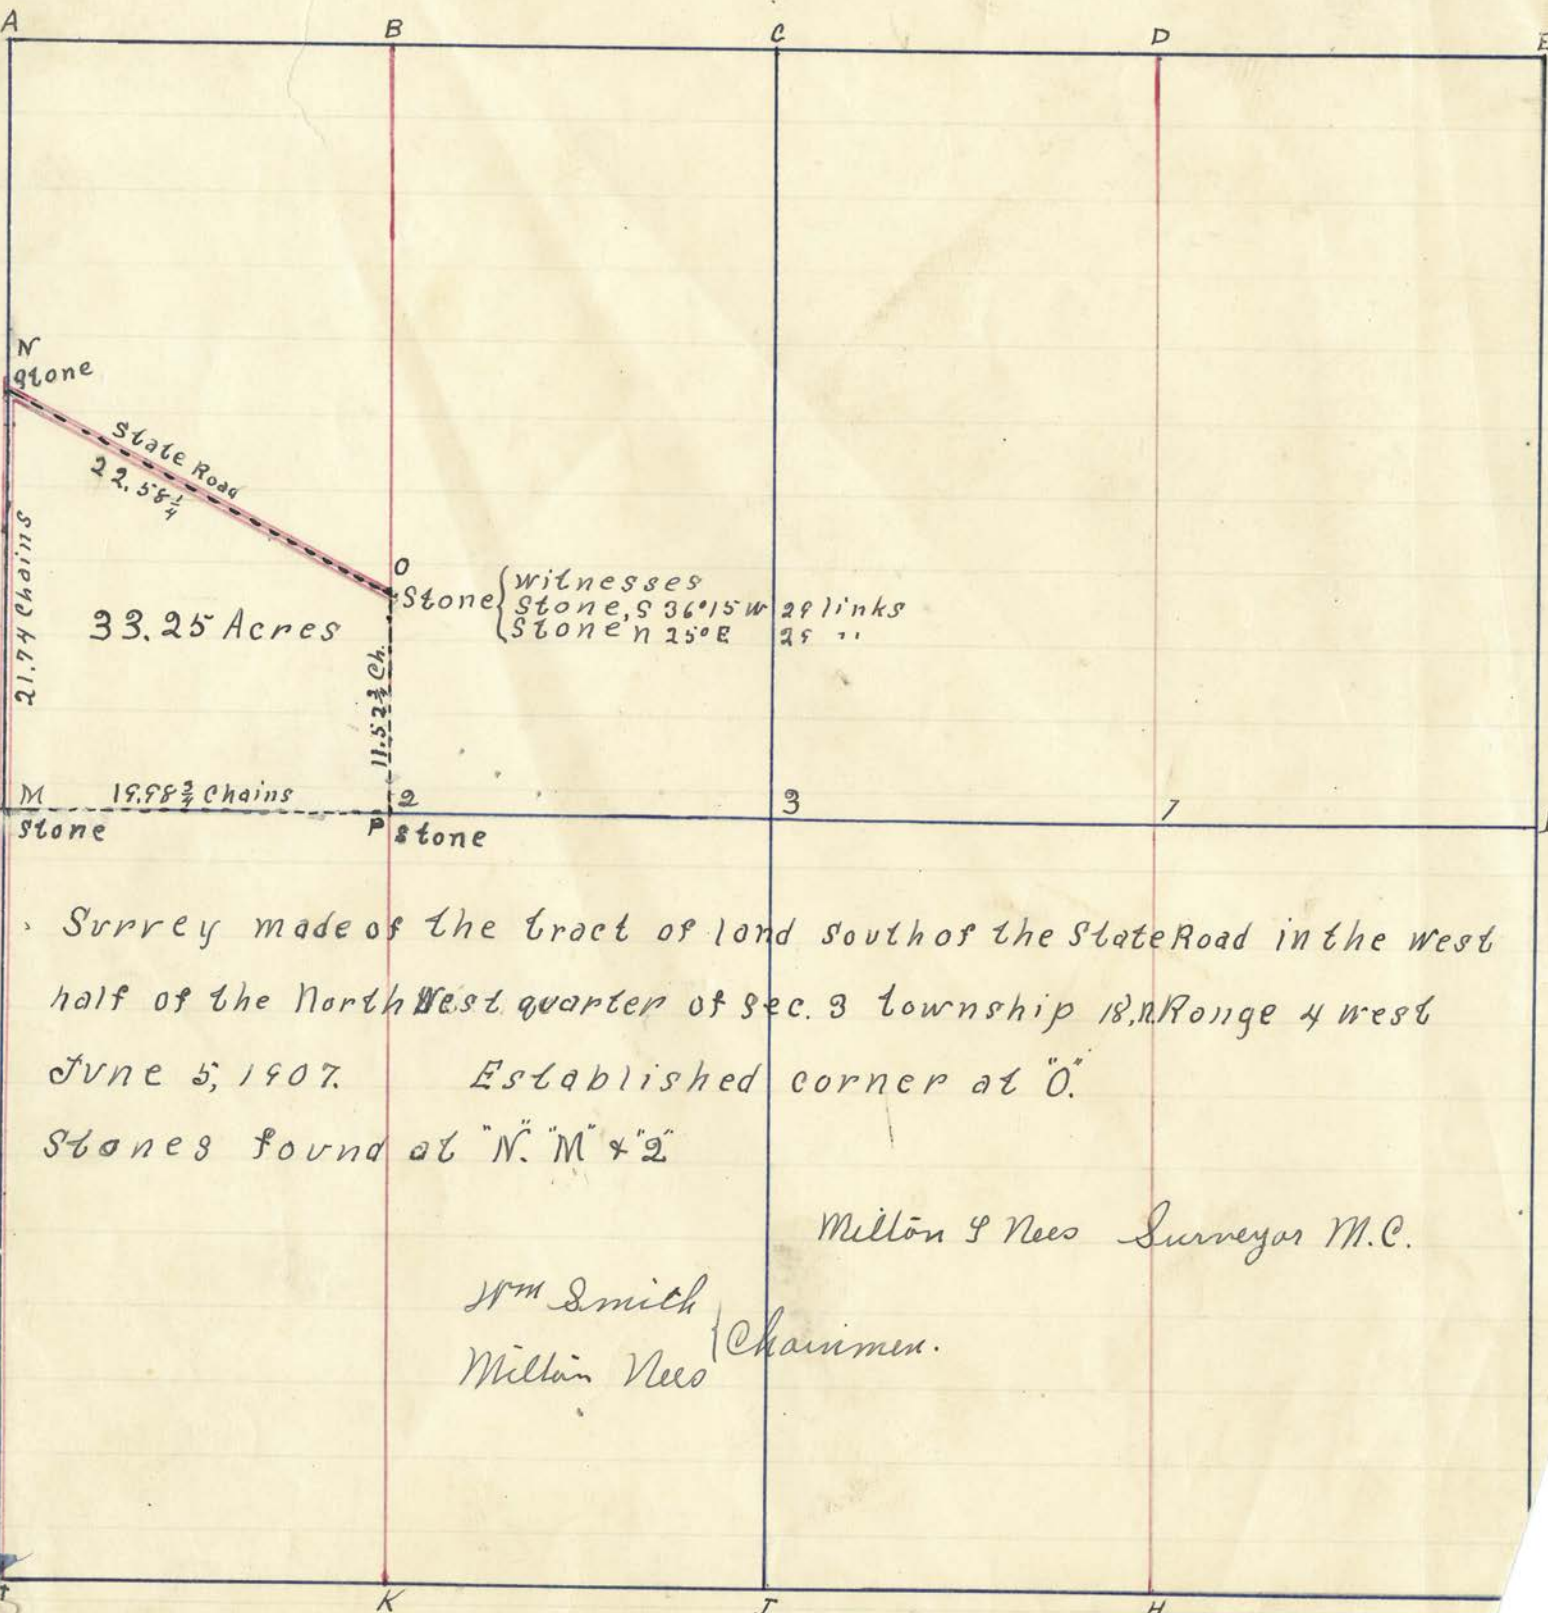 A B C D E
N
Stone
State Road
22.58¼
O
Stone { witnesses
Stone, S 36°15 W 29 links
Stone n 25° E 29 "
21.74 Chains
33.25 Acres
11.52¾ Ch.
M 19.98¾ Chains 2 3 1
Stone P Stone
Survey made of the tract of land South of the State Road in the west
half of the North West quarter of Sec. 3 township 18, n Range 4 west
June 5, 1907. Established corner at "O".
Stones found at "N". "M" & "2"
Milton S Nees Surveyor M.C.
Wm Smith
Milton Nees } Chainmen.
K J H